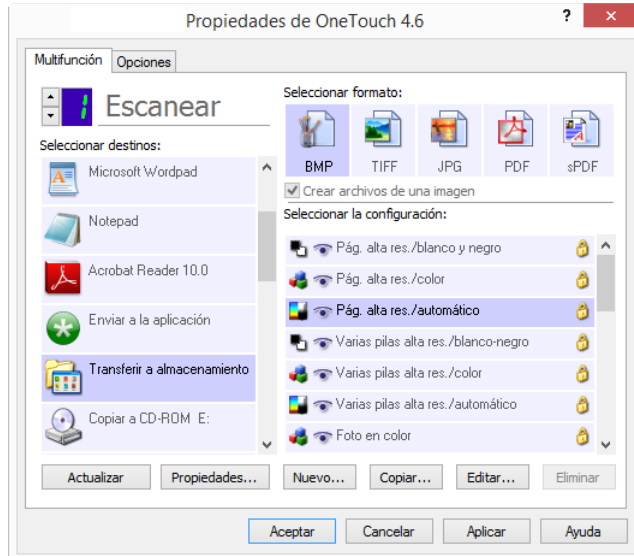 Propiedades de OneTouch 4.6
?
Multifunción
Opciones
1
Escanear
Seleccionar destinos:
Microsoft Wordpad
Notepad
Acrobat Reader 10.0
Enviar a la aplicación
Transferir a almacenamiento
Copiar a CD-ROM E:
Actualizar
Propiedades...
Seleccionar formato:
BMP
TIFF
JPG
PDF
sPDF
Crear archivos de una imagen
Seleccionar la configuración:
Pág. alta res./blanco y negro
Pág. alta res./color
Pág. alta res./automático
Varias pilas alta res./blanco-negro
Varias pilas alta res./color
Varias pilas alta res./automático
Foto en color
Nuevo...
Copiar...
Editar...
Eliminar
Aceptar
Cancelar
Aplicar
Ayuda